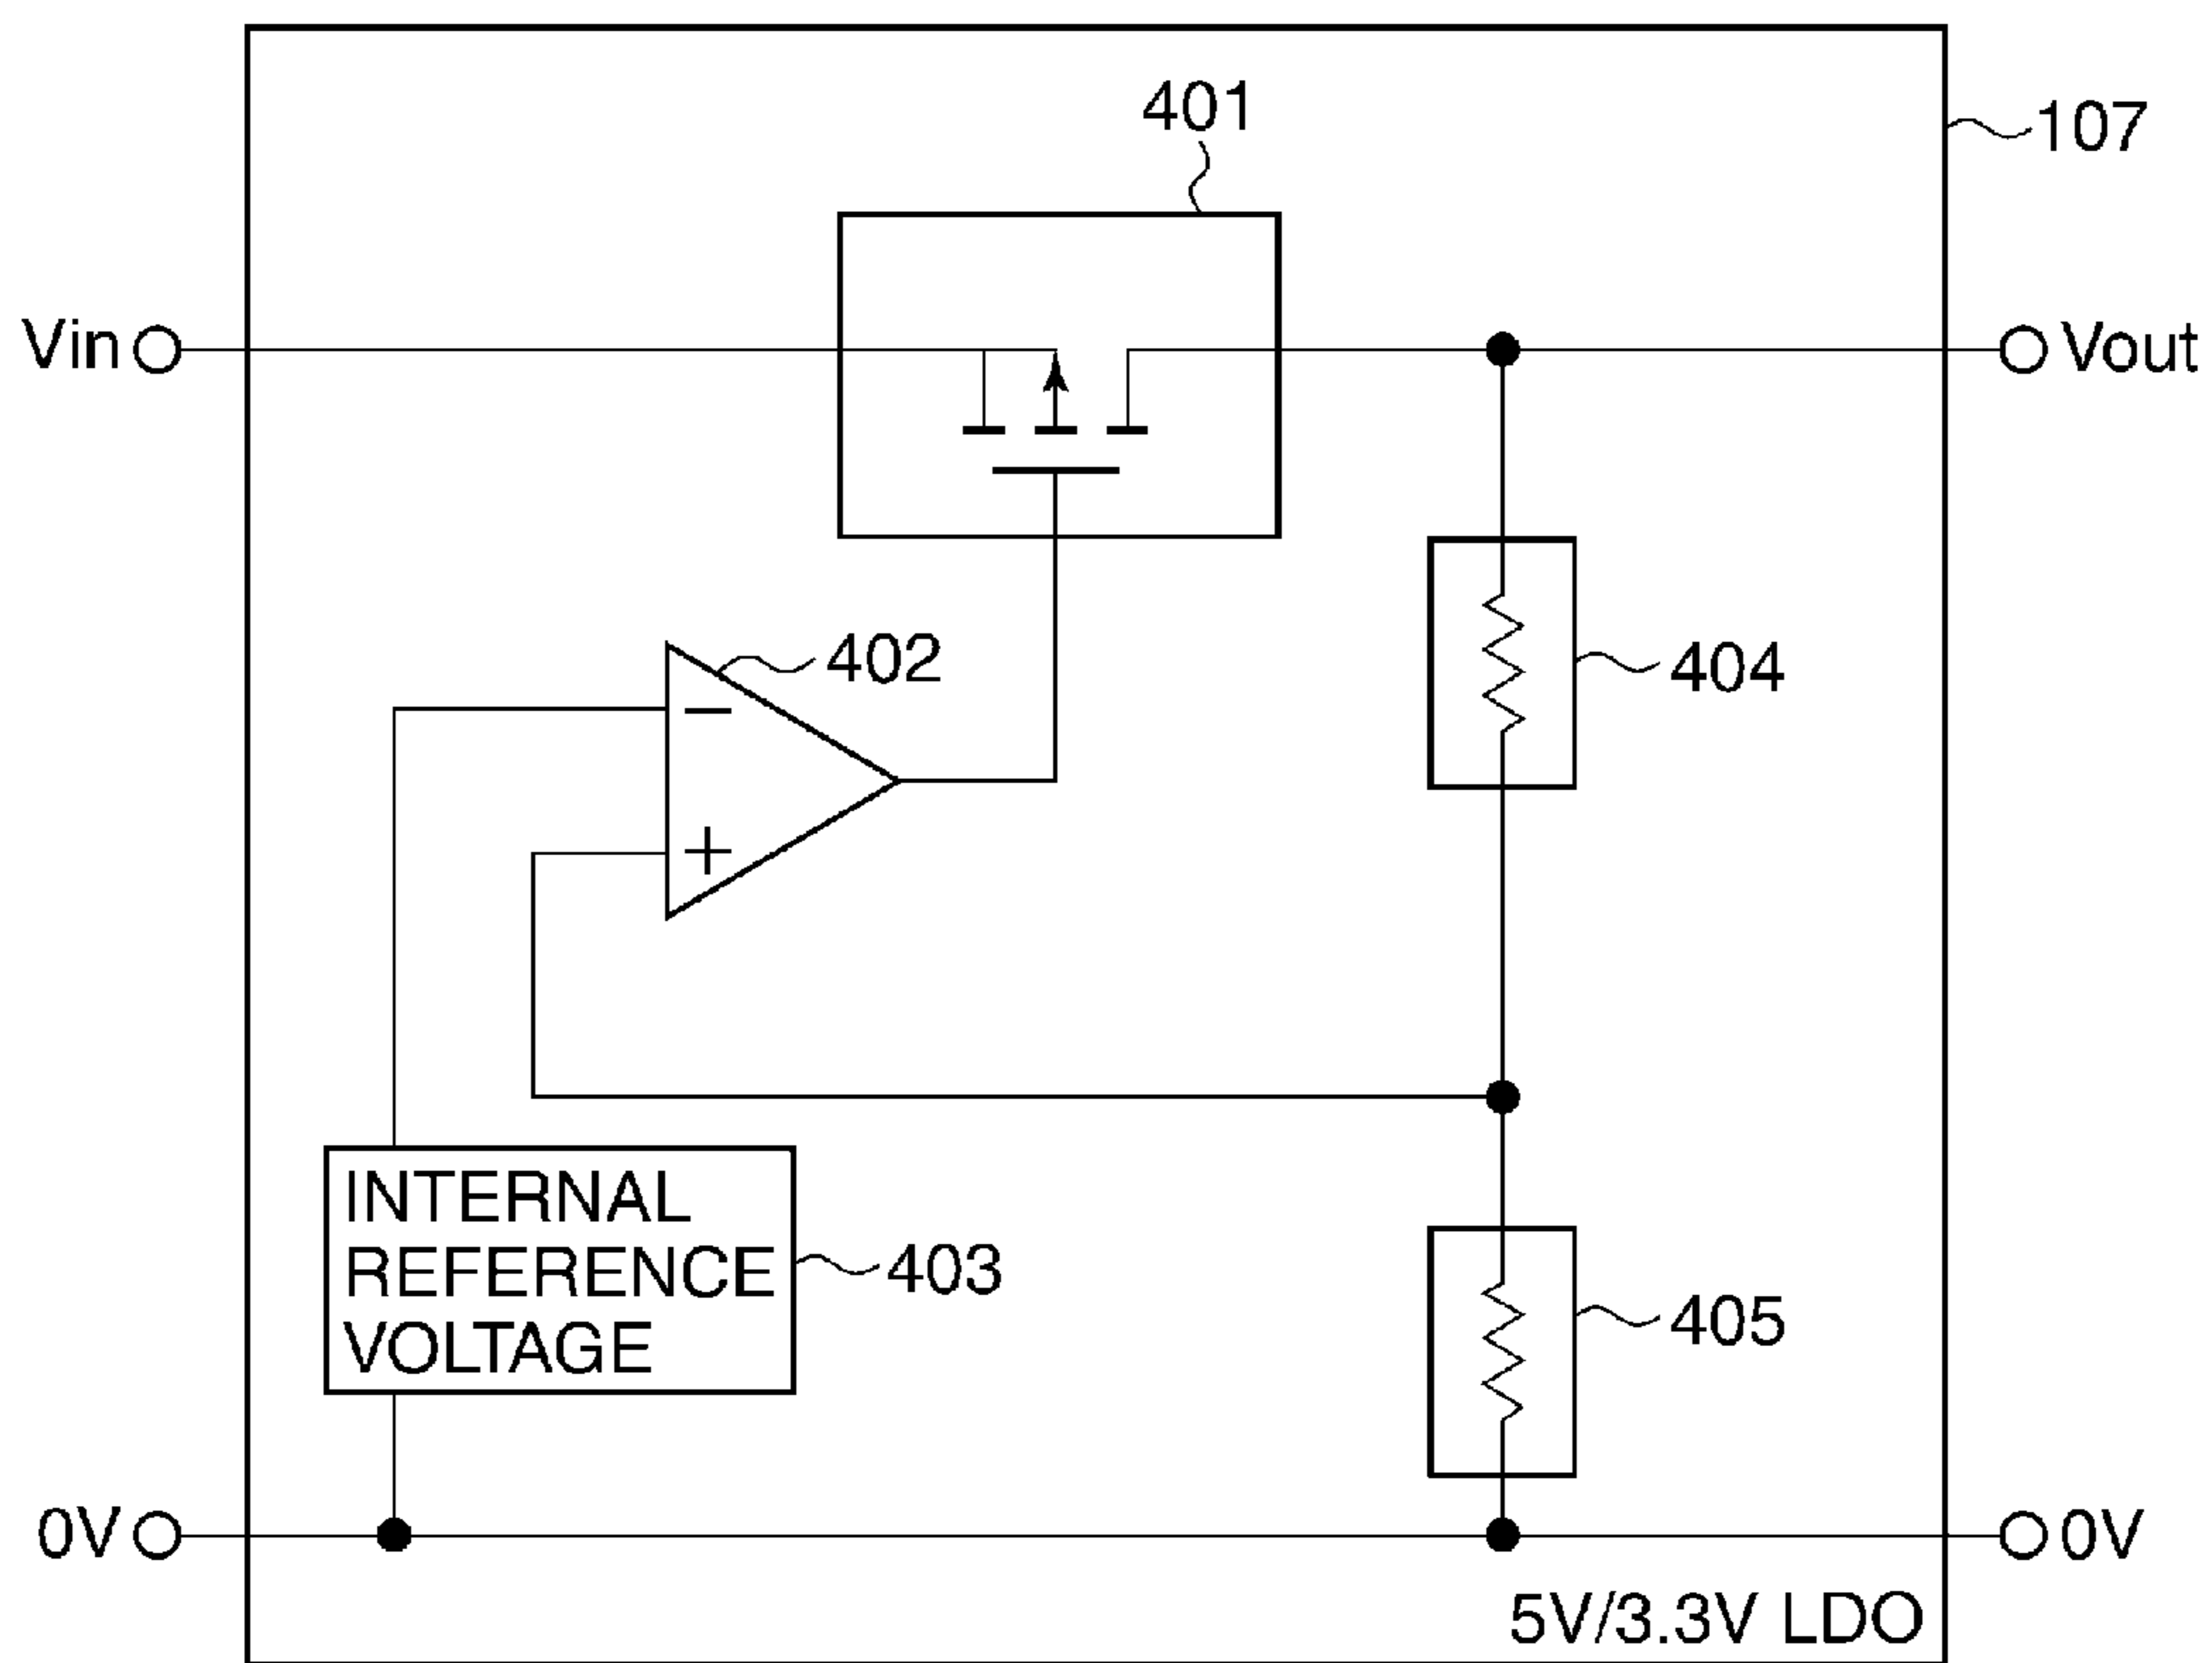 401
107
Vin
Vout
402
404
−
+
INTERNAL
REFERENCE
VOLTAGE
403
405
0V
0V
5V/3.3V LDO